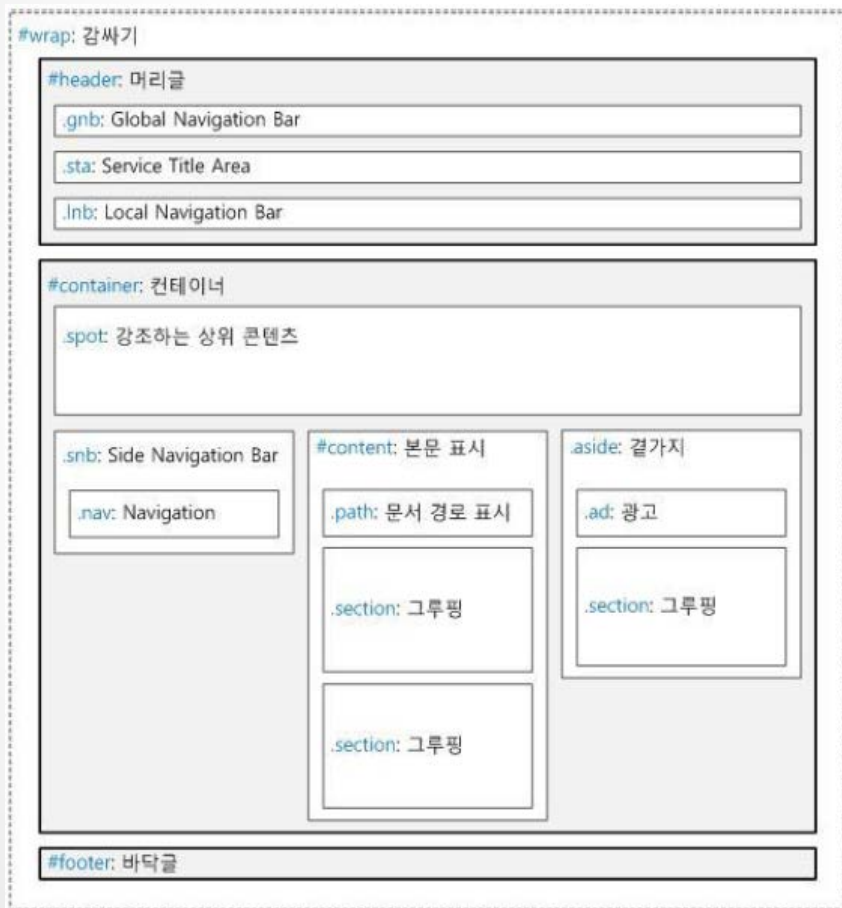 #wrap: 감싸기
#header: 머리글
.gnb: Global Navigation Bar
.sta: Service Title Area
.lnb: Local Navigation Bar
#container: 컨테이너
.spot: 강조하는 상위 콘텐츠
.snb: Side Navigation Bar
.nav: Navigation
#content: 본문 표시
.path: 문서 경로 표시
.section: 그루핑
.section: 그루핑
.aside: 곁가지
.ad: 광고
.section: 그루핑
#footer: 바닥글